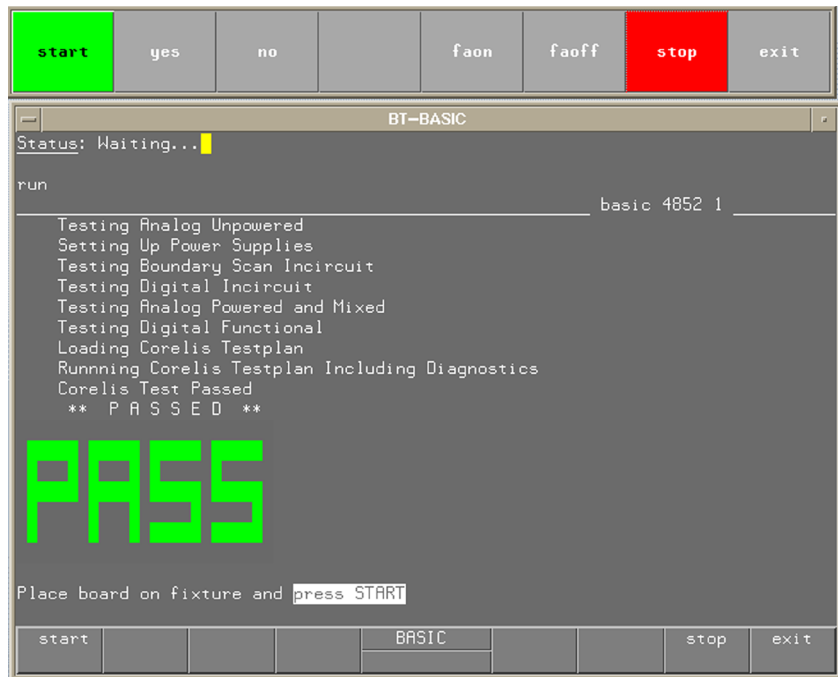 start yes no faon faoff stop exit
BT-BASIC
Status: Waiting...
run
basic 4852 1
Testing Analog Unpowered
Setting Up Power Supplies
Testing Boundary Scan Incircuit
Testing Digital Incircuit
Testing Analog Powered and Mixed
Testing Digital Functional
Loading Corelis Testplan
Runnning Corelis Testplan Including Diagnostics
Corelis Test Passed
** P A S S E D **
PASS
Place board on fixture and press START
start BASIC stop exit